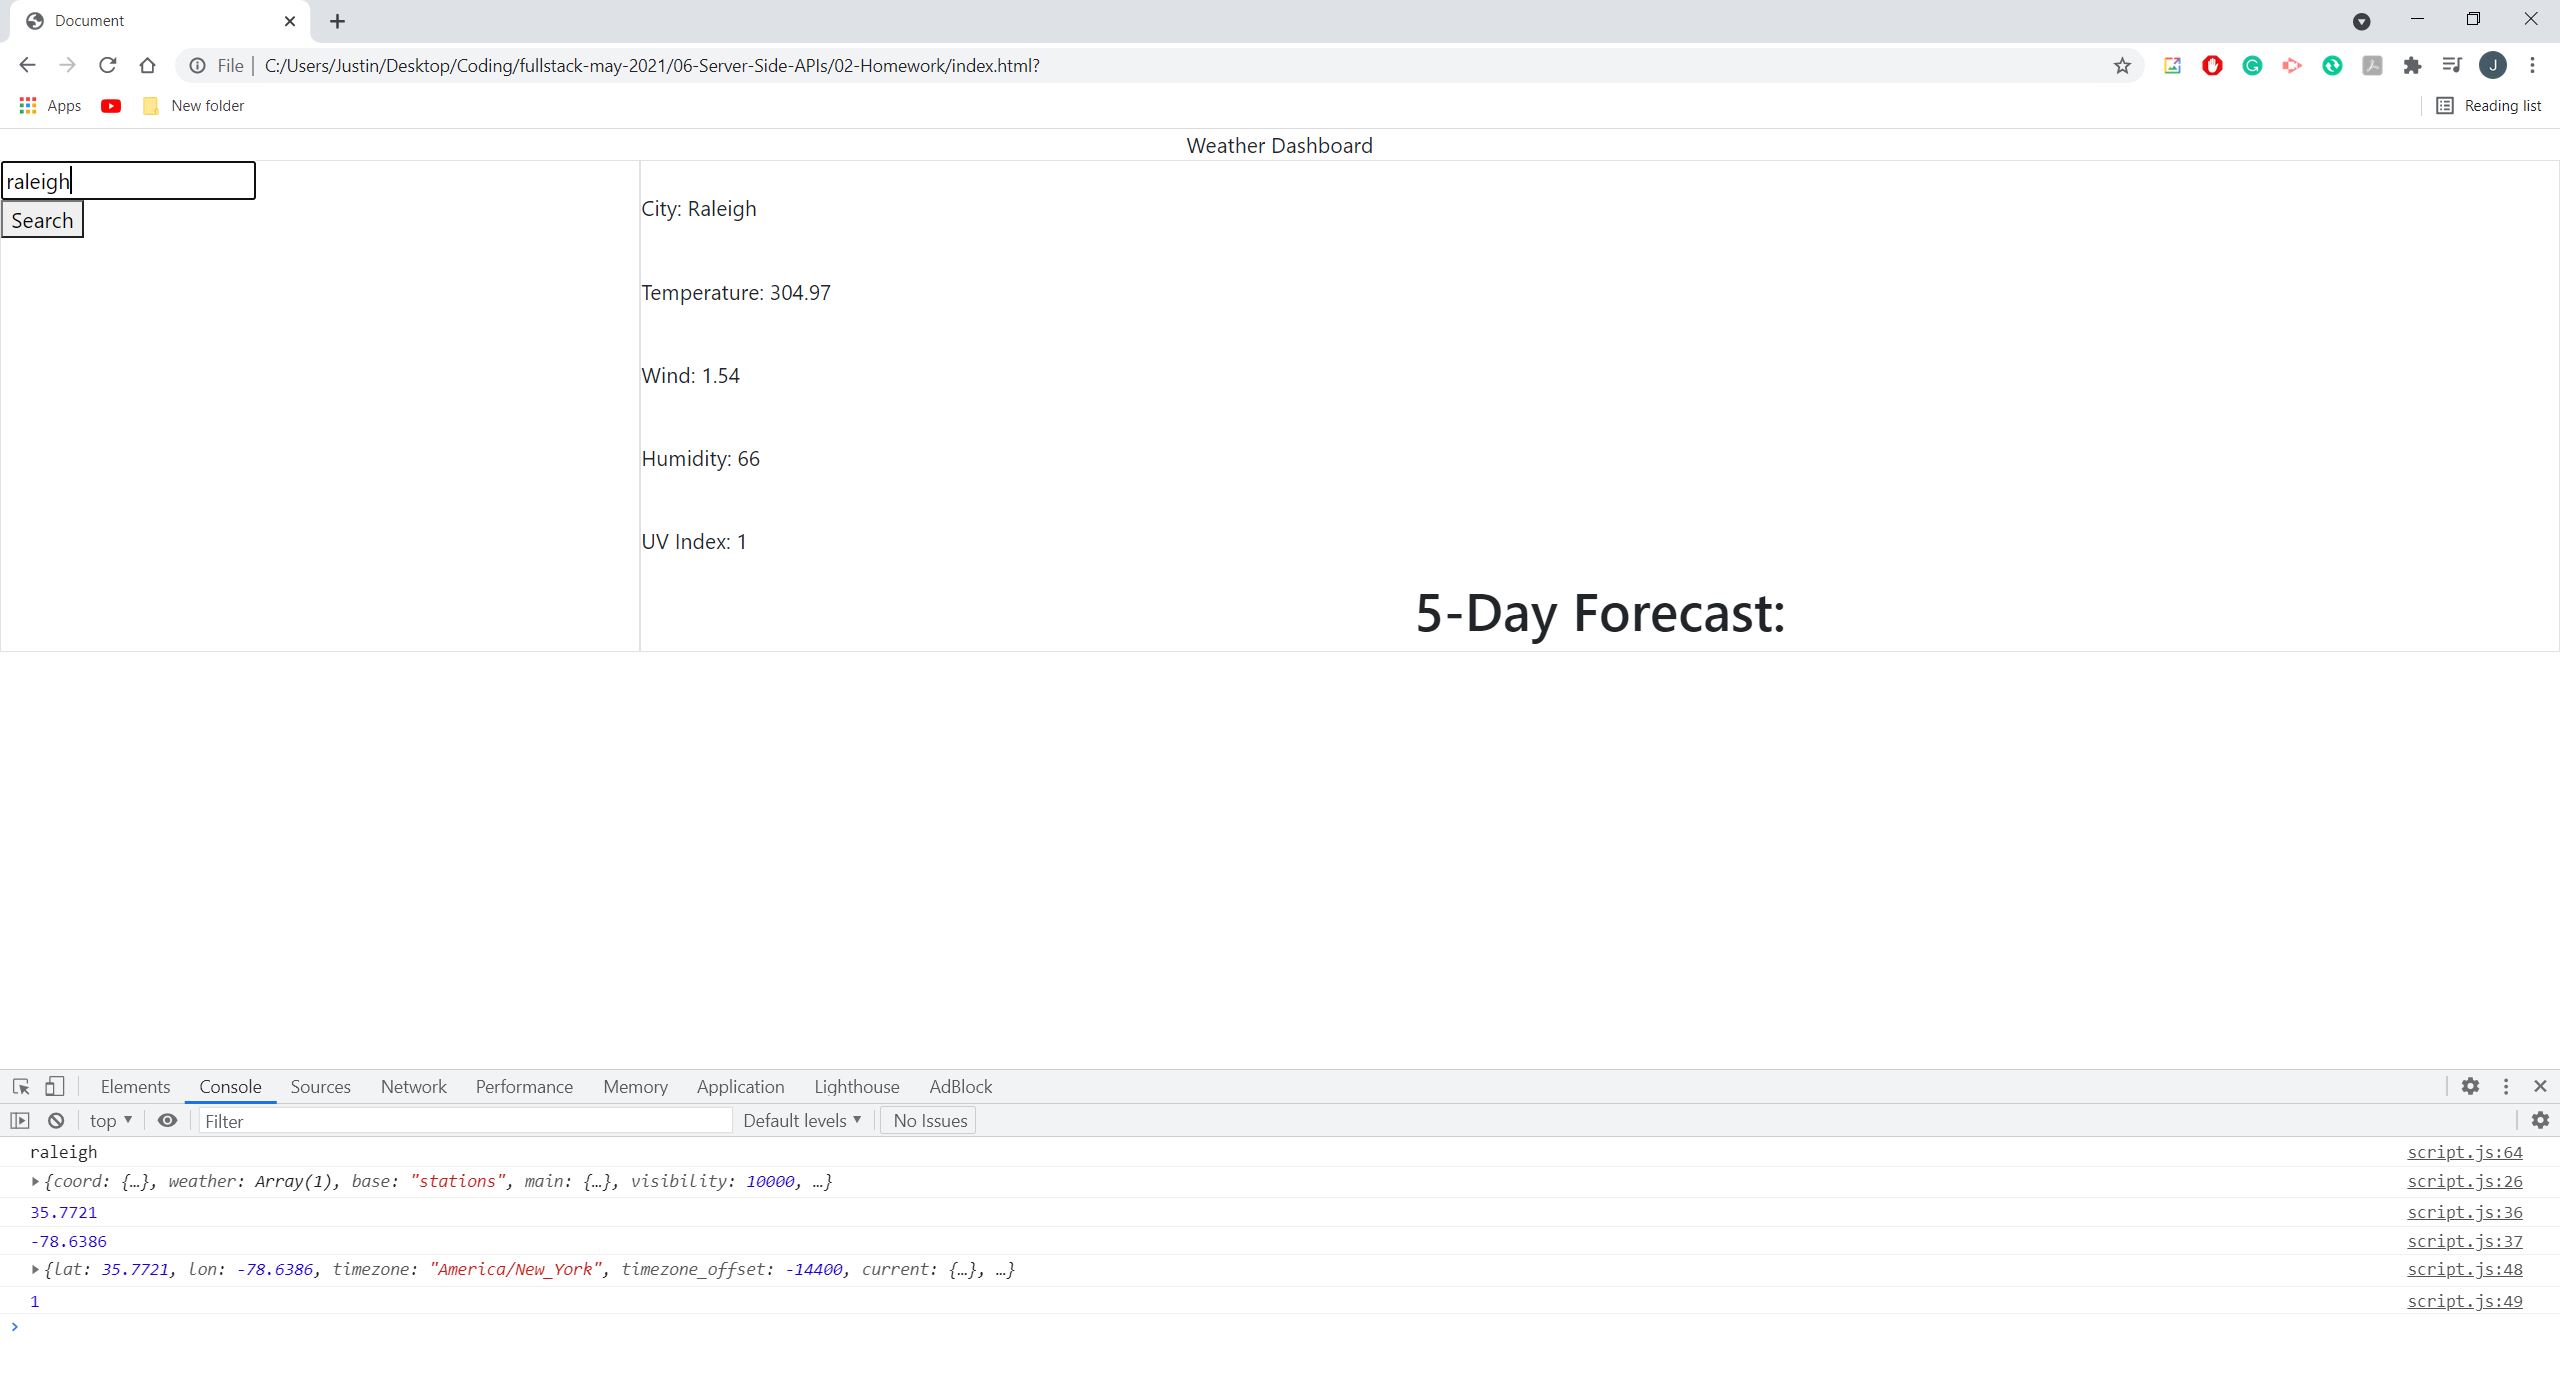 Document
File | C:/Users/Justin/Desktop/Coding/fullstack-may-2021/06-Server-Side-APIs/02-Homework/index.html?
J
Apps New folder Reading list
Weather Dashboard
raleigh
Search
City: Raleigh
Temperature: 304.97
Wind: 1.54
Humidity: 66
UV Index: 1
5-Day Forecast:
Elements Console Sources Network Performance Memory Application Lighthouse AdBlock
top Filter Default levels No Issues
raleigh script.js:64
{coord: {…}, weather: Array(1), base: "stations", main: {…}, visibility: 10000, …} script.js:26
35.7721 script.js:36
-78.6386 script.js:37
{lat: 35.7721, lon: -78.6386, timezone: "America/New_York", timezone_offset: -14400, current: {…}, …} script.js:48
1 script.js:49